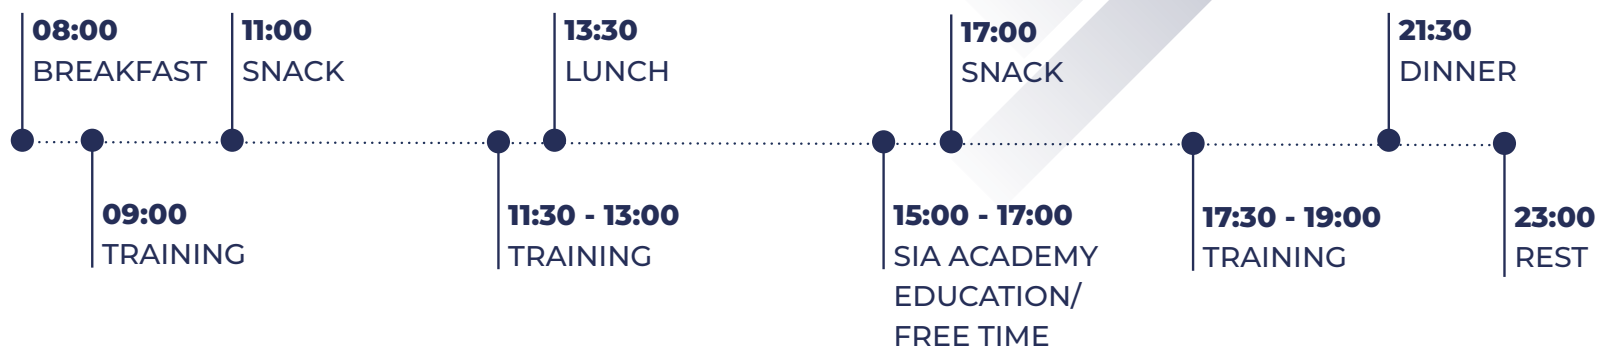 08:00
BREAKFAST
11:00
SNACK
13:30
LUNCH
17:00
SNACK
21:30
DINNER
09:00
TRAINING
11:30 - 13:00
TRAINING
15:00 - 17:00
SIA ACADEMY
EDUCATION/
FREE TIME
17:30 - 19:00
TRAINING
23:00
REST